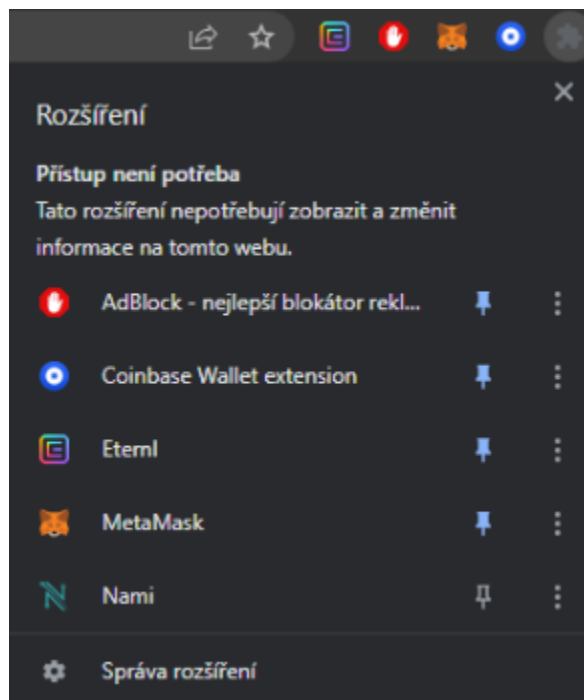 Rozšíření
Přístup není potřeba
Tato rozšíření nepotřebují zobrazit a změnit
informace na tomto webu.
AdBlock - nejlepší blokátor rekl...
Coinbase Wallet extension
Eternl
MetaMask
Nami
Správa rozšíření